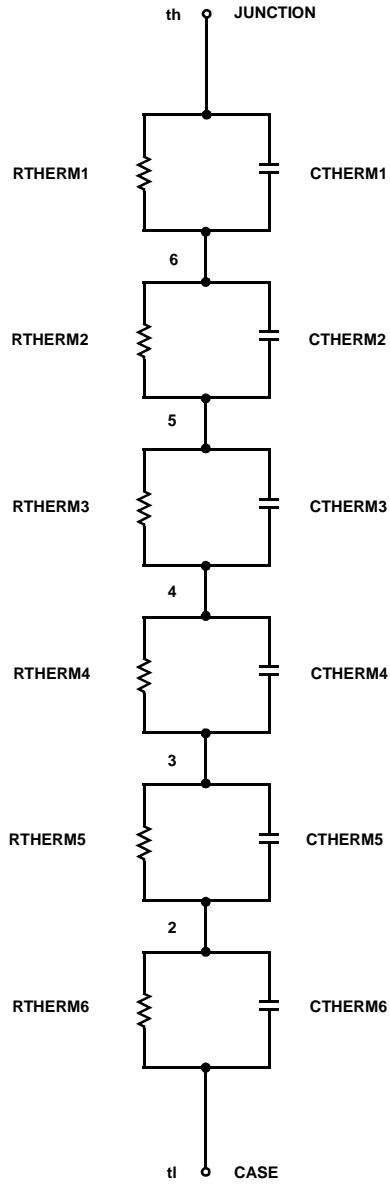 th JUNCTION
RTHERM1 CTHERM1
6
RTHERM2 CTHERM2
5
RTHERM3 CTHERM3
4
RTHERM4 CTHERM4
3
RTHERM5 CTHERM5
2
RTHERM6 CTHERM6
tl CASE